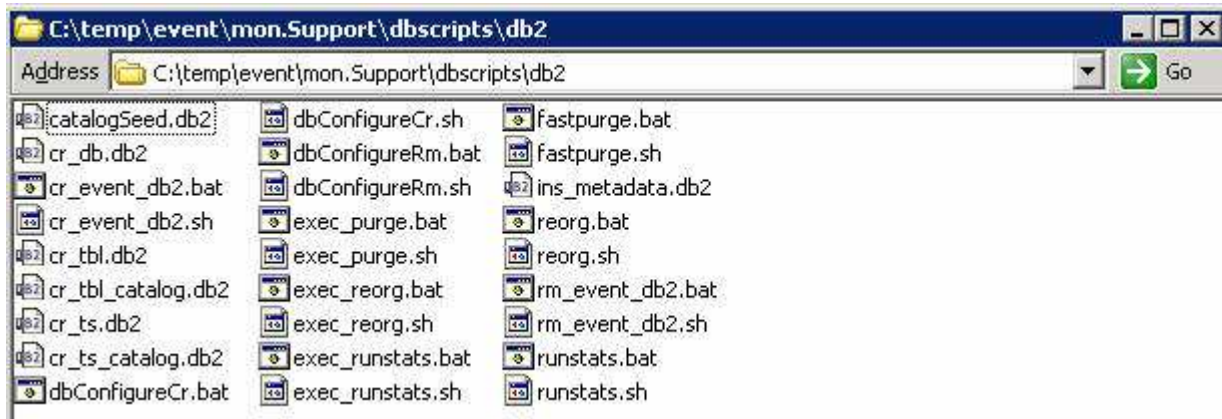 C:\temp\event\mon.Support\dbscripts\db2
Address C:\temp\event\mon.Support\dbscripts\db2 Go
catalogSeed.db2
cr_db.db2
cr_event_db2.bat
cr_event_db2.sh
cr_tbl.db2
cr_tbl_catalog.db2
cr_ts.db2
cr_ts_catalog.db2
dbConfigureCr.bat
dbConfigureCr.sh
dbConfigureRm.bat
dbConfigureRm.sh
exec_purge.bat
exec_purge.sh
exec_reorg.bat
exec_reorg.sh
exec_runstats.bat
exec_runstats.sh
fastpurge.bat
fastpurge.sh
ins_metadata.db2
reorg.bat
reorg.sh
rm_event_db2.bat
rm_event_db2.sh
runstats.bat
runstats.sh